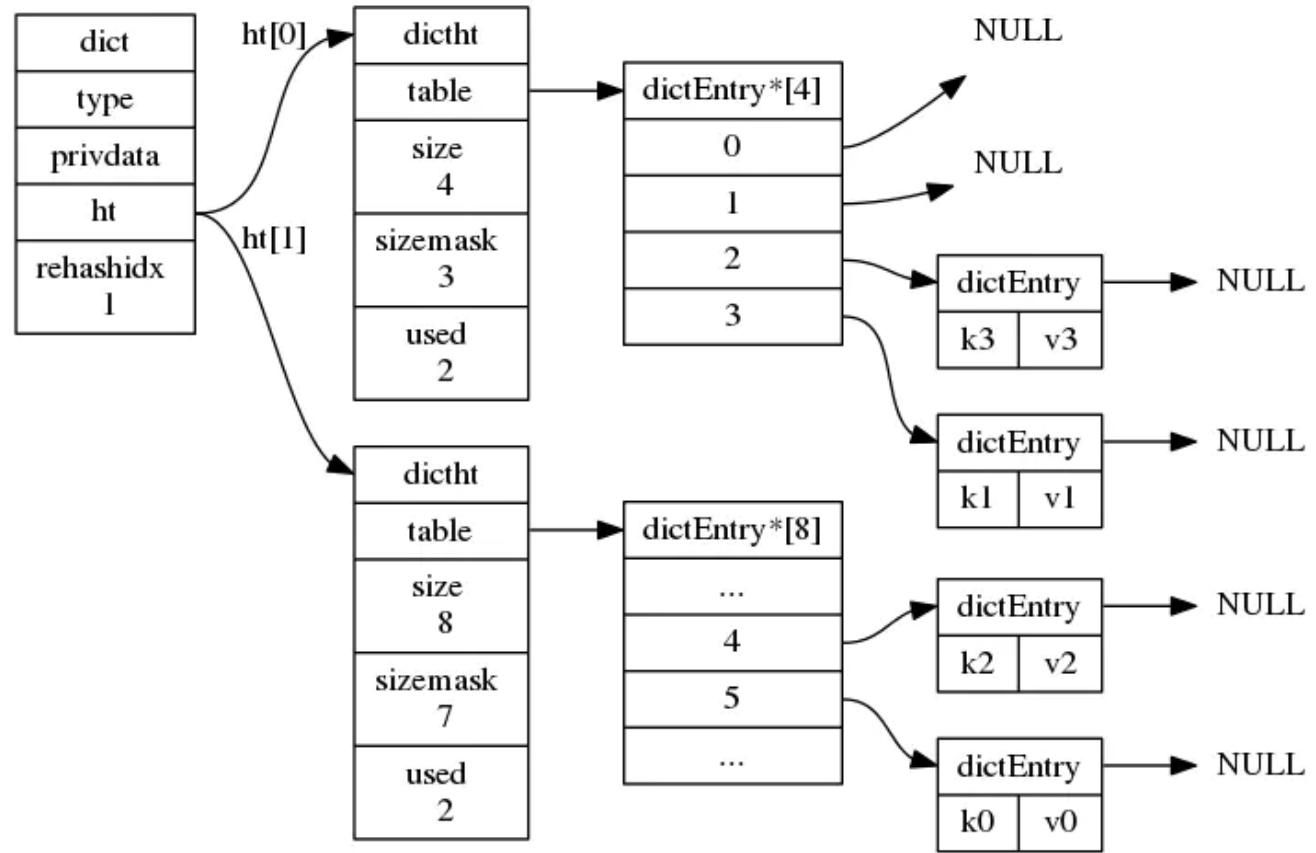 dict
type
privdata
ht
rehashidx
1
ht[0]
ht[1]
dictht
table
size
4
sizemask
3
used
2
dictEntry*[4]
0
1
2
3
NULL
NULL
dictEntry
k3 v3
NULL
dictEntry
k1 v1
NULL
dictht
table
size
8
sizemask
7
used
2
dictEntry*[8]
...
4
5
...
dictEntry
k2 v2
NULL
dictEntry
k0 v0
NULL